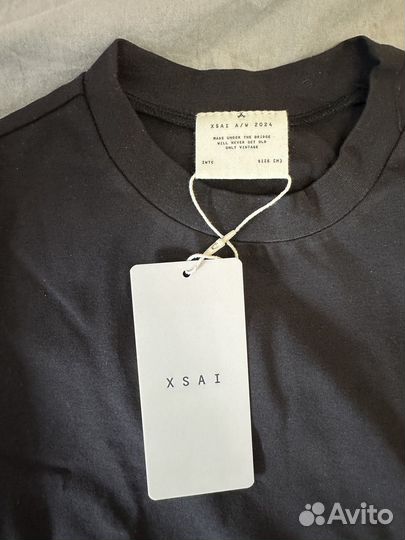 XSAI A/W 2024
MADE UNDER THE BRIDGE
WILL NEVER GET OLD
ONLY VINTAGE
SIZE [M]
XSAI
Avito